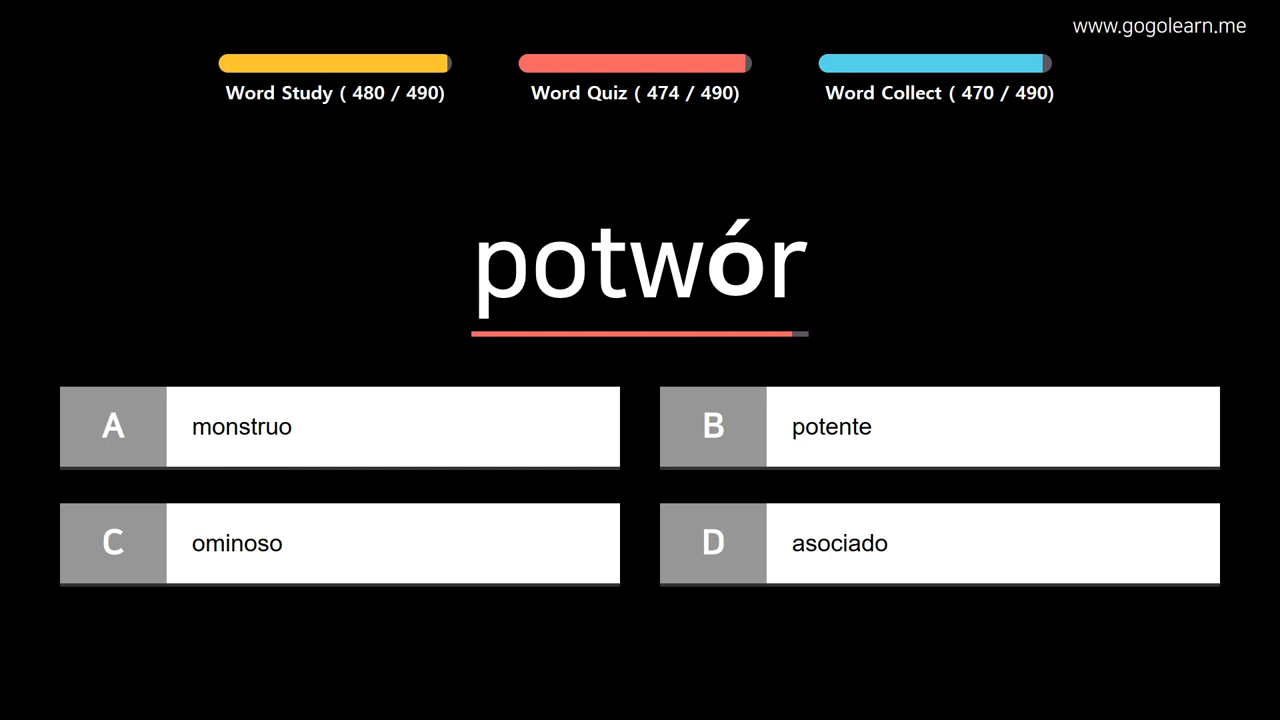 www.gogolearn.me
Word Study ( 480 / 490)
Word Quiz ( 474 / 490)
Word Collect ( 470 / 490)
potwór
A monstruo
B potente
C ominoso
D asociado